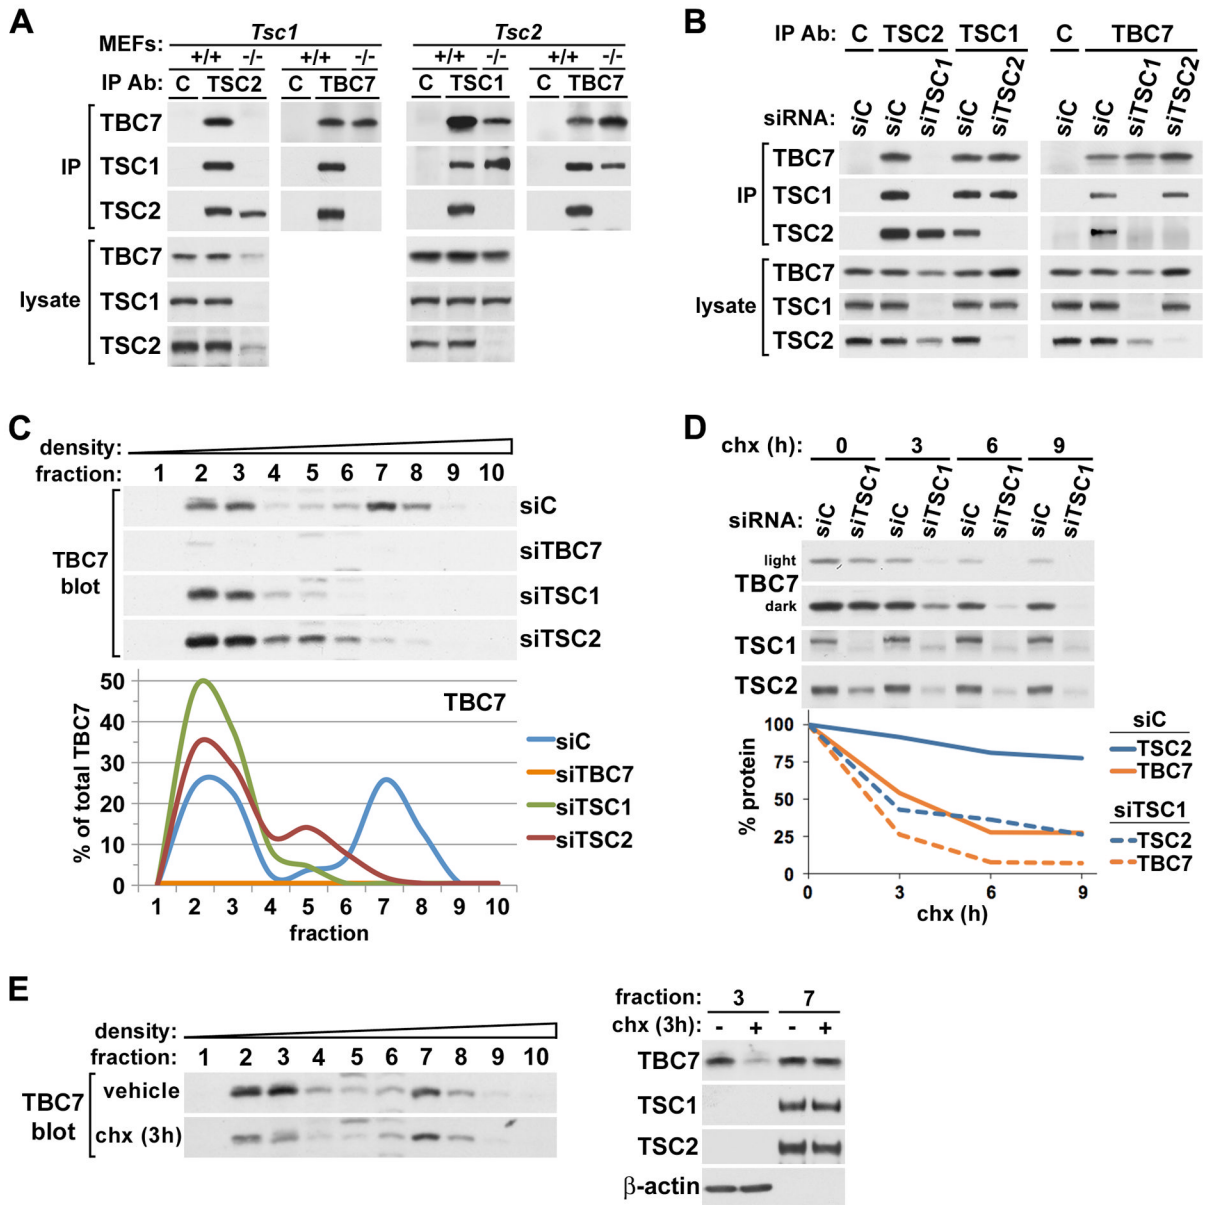 A
MEFs: Tsc1 Tsc2
+/+ -/- +/+ -/- +/+ -/- +/+ -/-
IP Ab: C TSC2 C TBC7 C TSC1 C TBC7
IP
TBC7
TSC1
TSC2
lysate
TBC7
TSC1
TSC2
B
IP Ab: C TSC2 TSC1 C TBC7
siRNA: siC siC siTSC1 siC siTSC2 siC siC siTSC1 siTSC2
IP
TBC7
TSC1
TSC2
lysate
TBC7
TSC1
TSC2
C
density:
fraction: 1 2 3 4 5 6 7 8 9 10
TBC7 blot
siC
siTBC7
siTSC1
siTSC2
TBC7
% of total TBC7
50
40
30
20
10
0
1 2 3 4 5 6 7 8 9 10
fraction
siC
siTBC7
siTSC1
siTSC2
D
chx (h): 0 3 6 9
siRNA: siC siTSC1 siC siTSC1 siC siTSC1 siC siTSC1
light
TBC7
dark
TSC1
TSC2
% protein
100
75
50
25
0
0 3 6 9
chx (h)
siC
TSC2
TBC7
siTSC1
TSC2
TBC7
E
density:
fraction: 1 2 3 4 5 6 7 8 9 10
TBC7 blot
vehicle
chx (3h)
fraction: 3 7
chx (3h): - + - +
TBC7
TSC1
TSC2
β-actin